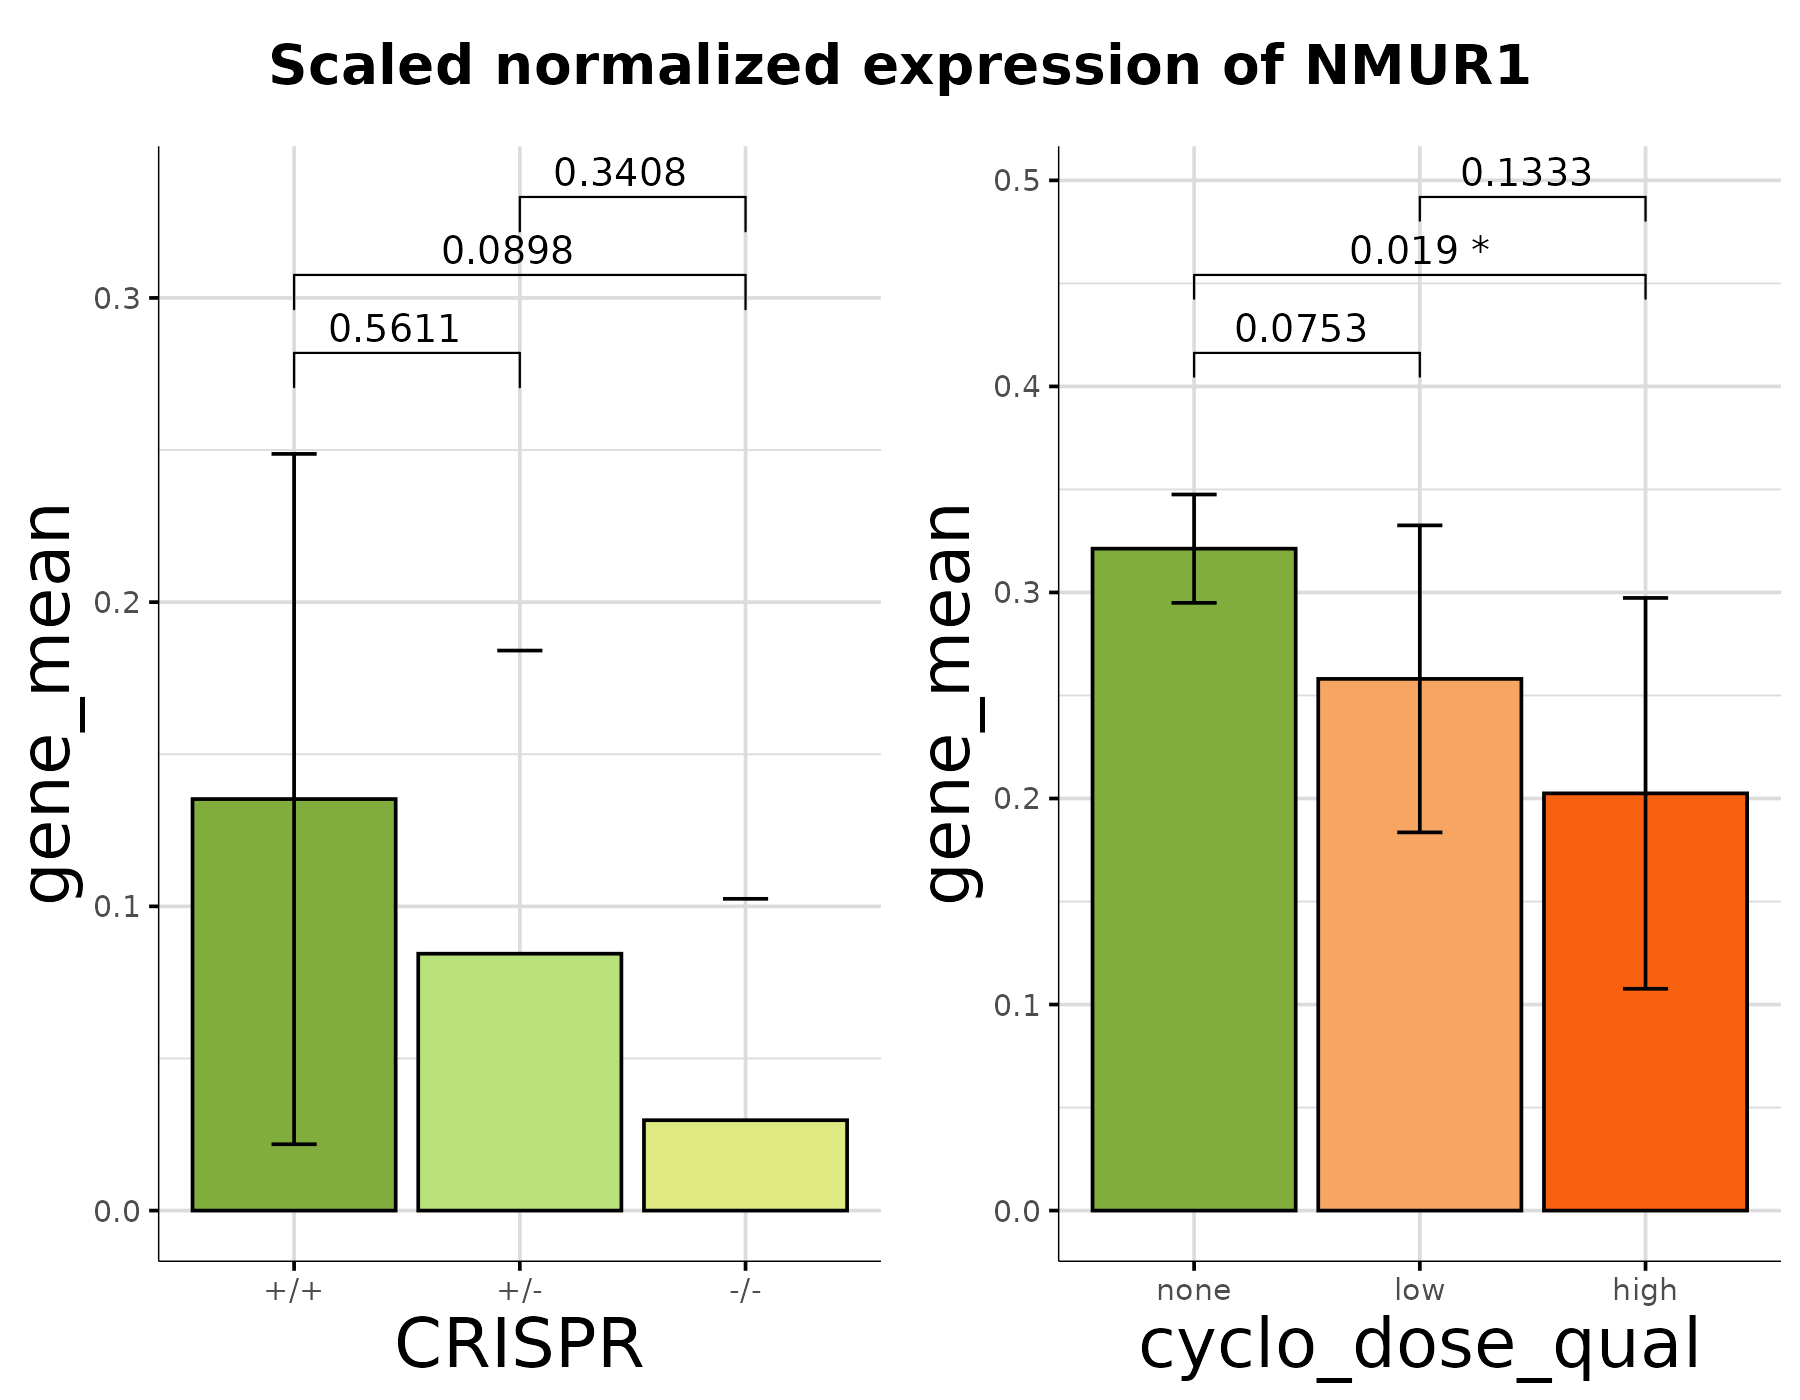 Scaled normalized expression of NMUR1
gene_mean
0.3
0.2
0.1
0.0
0.3408
0.0898
0.5611
+/+
+/-
-/-
CRISPR
gene_mean
0.5
0.4
0.3
0.2
0.1
0.0
0.1333
0.019 *
0.0753
none
low
high
cyclo_dose_qual